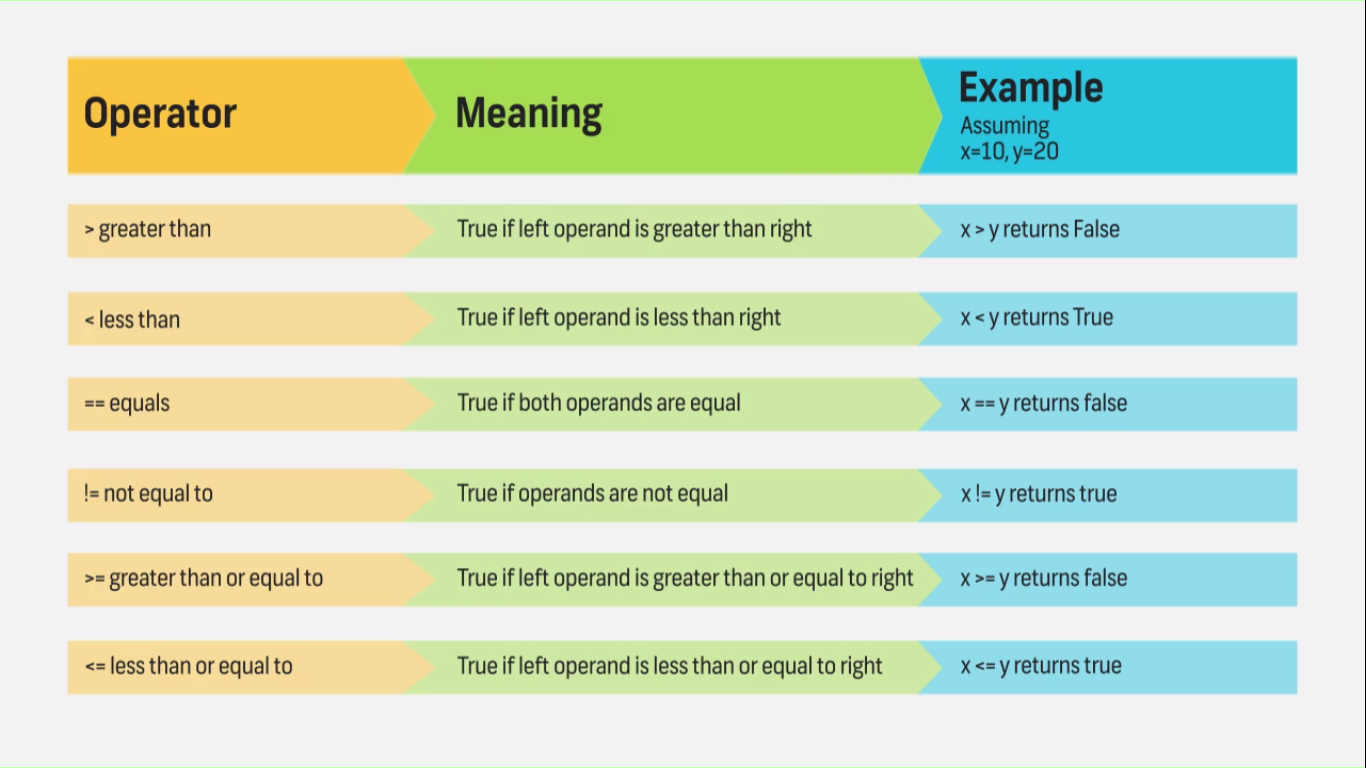 Operator
Meaning
Example
Assuming
x=10, y=20
> greater than
True if left operand is greater than right
x > y returns False
< less than
True if left operand is less than right
x < y returns True
== equals
True if both operands are equal
x == y returns false
!= not equal to
True if operands are not equal
x != y returns true
>= greater than or equal to
True if left operand is greater than or equal to right
x >= y returns false
<= less than or equal to
True if left operand is less than or equal to right
x <= y returns true